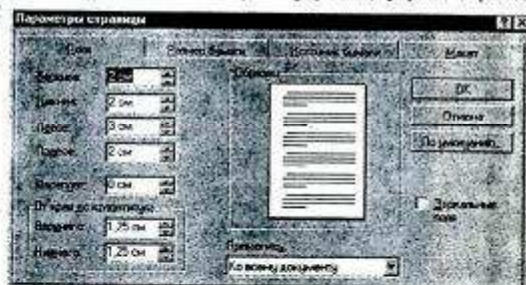 Параметры страницы
Поля Размер бумаги Источник бумаги Макет
Верхнее: 2 см
Нижнее: 2 см
Левое: 3 см
Правое: 2 см
Переплет: 0 см
От края до колонтитула
Верхнего: 1,25 см
Нижнего: 1,25 см
Образец
Применить:
Ко всему документу
ОК
Отмена
По умолчанию...
Зеркальные поля